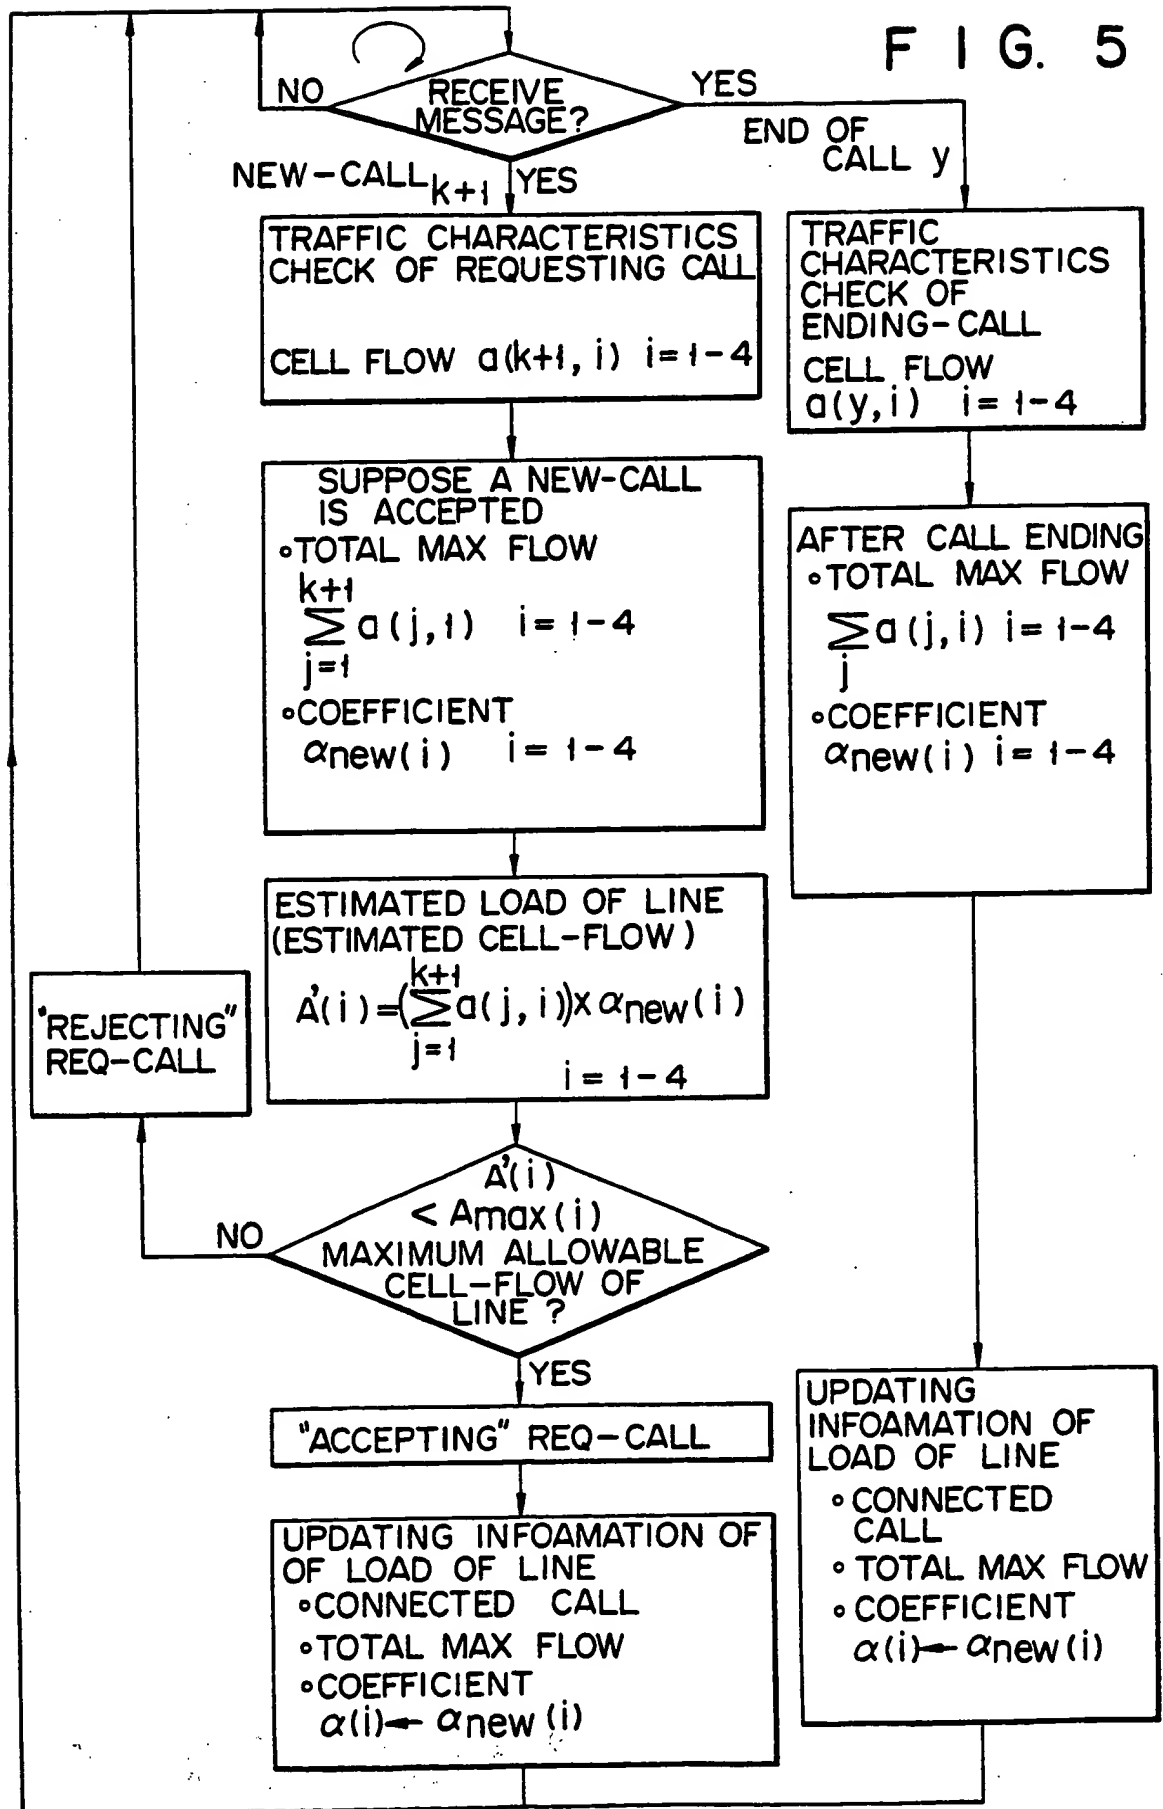 FIG. 5
RECEIVE
MESSAGE?
NO
YES
END OF
CALL y
NEW-CALL k+1
YES
TRAFFIC CHARACTERISTICS
CHECK OF REQUESTING CALL
CELL FLOW a(k+1, i) i=1-4
TRAFFIC
CHARACTERISTICS
CHECK OF
ENDING-CALL
CELL FLOW
a(y,i) i=1-4
SUPPOSE A NEW-CALL
IS ACCEPTED
∘TOTAL MAX FLOW
k+1
∑ a(j,1) i=1-4
j=1
∘COEFFICIENT
αnew(i) i=1-4
AFTER CALL ENDING
∘TOTAL MAX FLOW
∑a(j,i) i=1-4
j
∘COEFFICIENT
αnew(i) i=1-4
ESTIMATED LOAD OF LINE
(ESTIMATED CELL-FLOW)
k+1
A'(i)=(∑a(j,i))×αnew(i)
j=1
i=1-4
"REJECTING"
REQ-CALL
A'(i)
< Amax(i)
MAXIMUM ALLOWABLE
CELL-FLOW OF
LINE?
NO
YES
"ACCEPTING" REQ-CALL
UPDATING INFOAMATION OF
OF LOAD OF LINE
∘CONNECTED CALL
∘TOTAL MAX FLOW
∘COEFFICIENT
α(i)←αnew(i)
UPDATING
INFOAMATION OF
LOAD OF LINE
∘CONNECTED
CALL
∘TOTAL MAX FLOW
∘COEFFICIENT
α(i)←αnew(i)